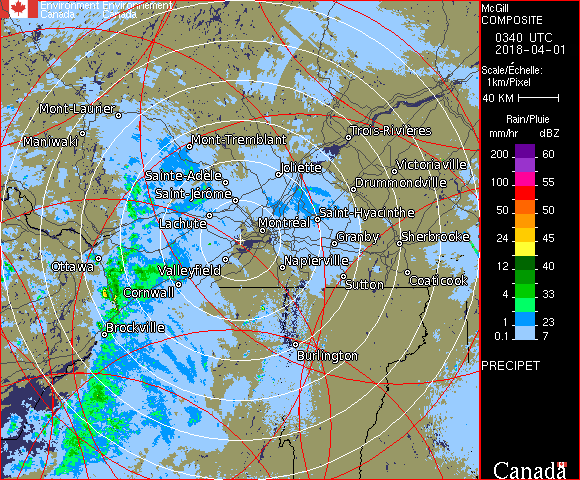 Environment Environnement
Canada Canada
McGill
COMPOSITE
0340 UTC
2018-04-01
Scale/Échelle:
1km/Pixel
40 KM
Rain/Pluie
mm/hr dBZ
200 60
100 55
50 50
24 45
12 40
4 33
1 23
0.1 7
PRECIPET
Canada
Mont-Laurier
Maniwaki
Mont-Tremblant
Trois-Rivières
Joliette
Victoriaville
Sainte-Adèle
Drummondville
Saint-Jérôme
Saint-Hyacinthe
Lachute
Montréal
Granby
Sherbrooke
Ottawa
Valleyfield
Napierville
Cornwall
Sutton
Coaticook
Brockville
Burlington